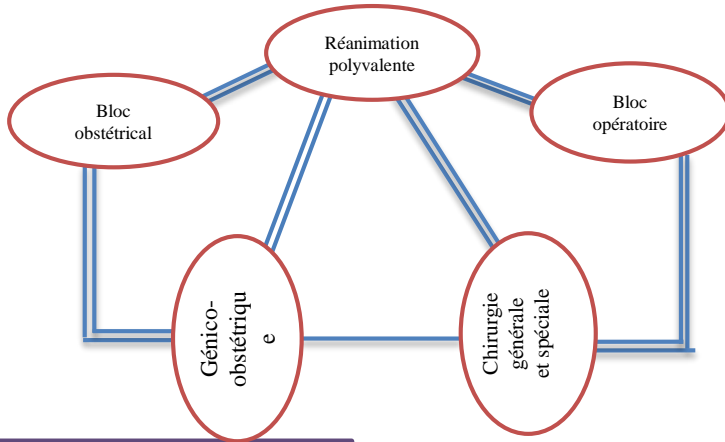 Réanimation
polyvalente
Bloc
obstétrical
Bloc
opératoire
Génico-
obstétriqu
e
Chirurgie
générale
et spéciale